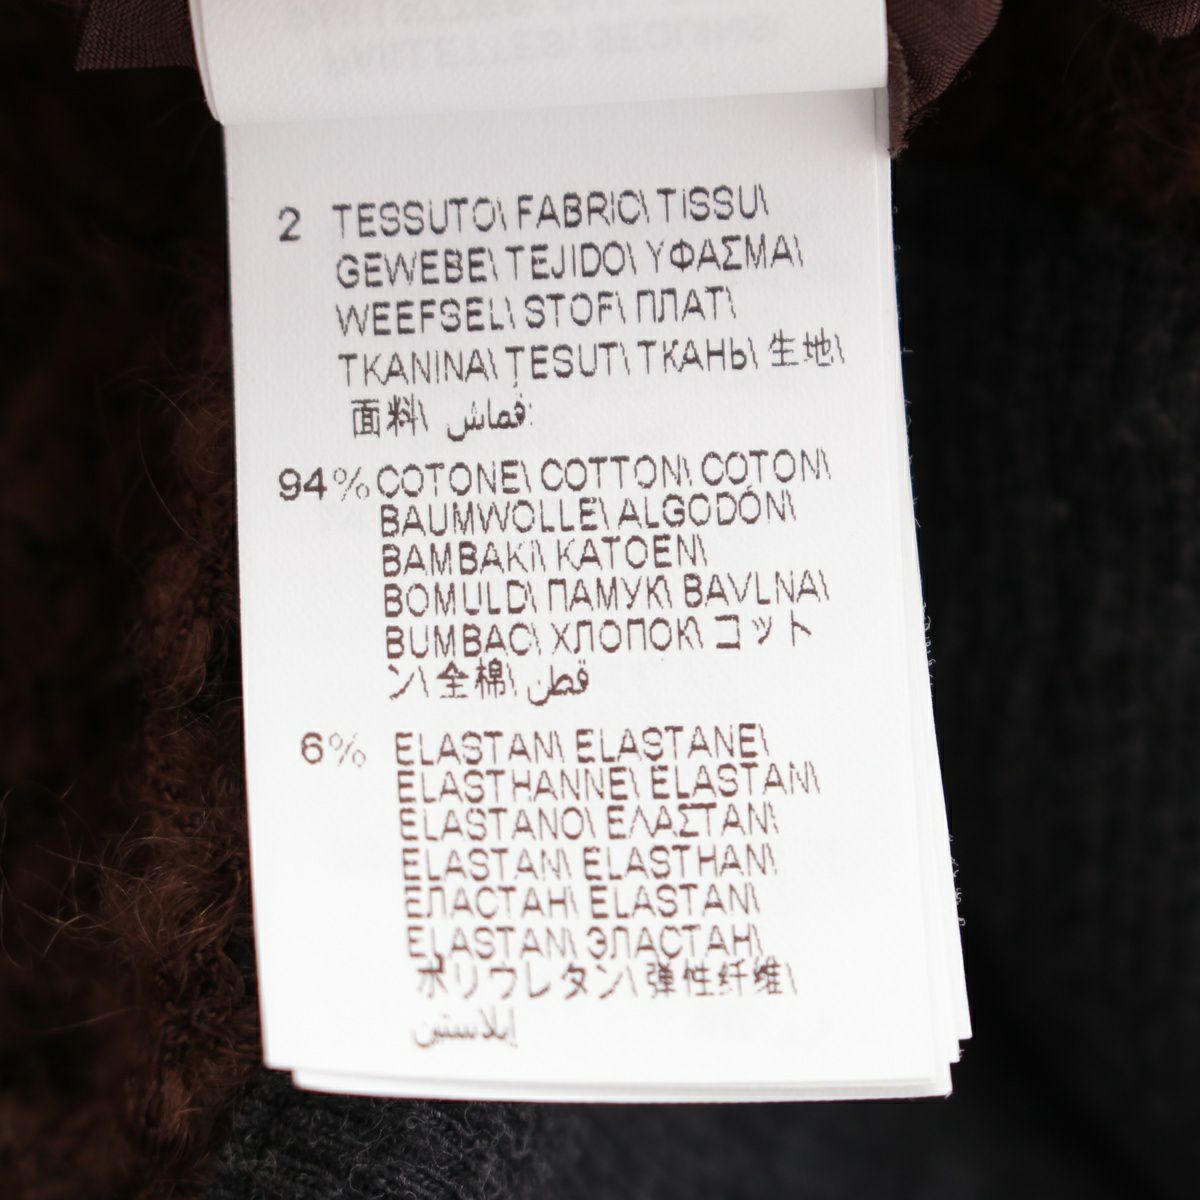 2 TESSUTO\ FABRIC\ TISSU\
GEWEBE\ TEJIDO\ ΥΦΑΣΜΑ\
WEEFSEL\ STOF\ ПЛАТ\
TKANINA\ ȚESUT\ ТКАНЬ\ 生地\
面料\ قماش
94% COTONE\ COTTON\ COTON\
BAUMWOLLE\ ALGODÓN\
BAMBAKI\ KATOEN\
BOMULD\ ПАМУК\ BAVLNA\
BUMBAC\ ХЛОПОК\ コット
ン\ 全棉\ قطن
6% ELASTAN\ ELASTANE\
ELASTHANNE\ ELASTAN\
ELASTANO\ ΕΛΑΣΤΑΝ\
ELASTAN\ ELASTHAN\
ЕЛАСТАН\ ELASTAN\
ELASTAN\ ЭЛАСТАН\
ポリウレタン\ 弹性纤维\
إيلاستين